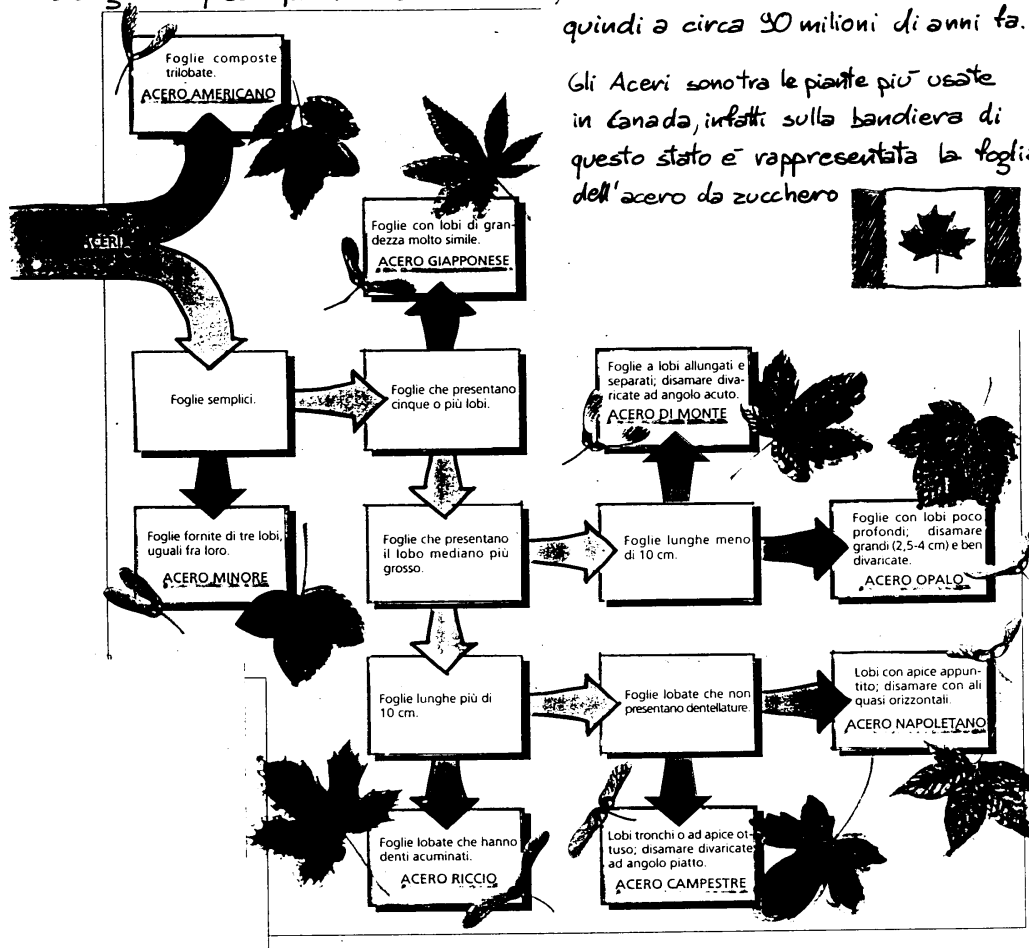 quindi a circa 90 milioni di anni fa.
Gli Aceri sono tra le piante più usate
in Canada, infatti sulla bandiera di
questo stato è rappresentata la foglia
dell'acero da zucchero
Foglie composte
trilobate.
ACERO AMERICANO
ACERI
Foglie con lobi di gran-
dezza molto simile.
ACERO GIAPPONESE
Foglie semplici.
Foglie che presentano
cinque o più lobi.
Foglie a lobi allungati e
separati; disamare diva-
ricate ad angolo acuto.
ACERO DI MONTE
Foglie fornite di tre lobi,
uguali fra loro.
ACERO MINORE
Foglie che presentano
il lobo mediano più
grosso.
Foglie lunghe meno
di 10 cm.
Foglie con lobi poco
profondi; disamare
grandi (2,5-4 cm) e ben
divaricate.
ACERO OPALO
Foglie lunghe più di
10 cm.
Foglie lobate che non
presentano dentellature.
Lobi con apice appun-
tito; disamare con ali
quasi orizzontali.
ACERO NAPOLETANO
Foglie lobate che hanno
denti acuminati.
ACERO RICCIO
Lobi tronchi o ad apice ot-
tuso; disamare divaricate
ad angolo piatto.
ACERO CAMPESTRE